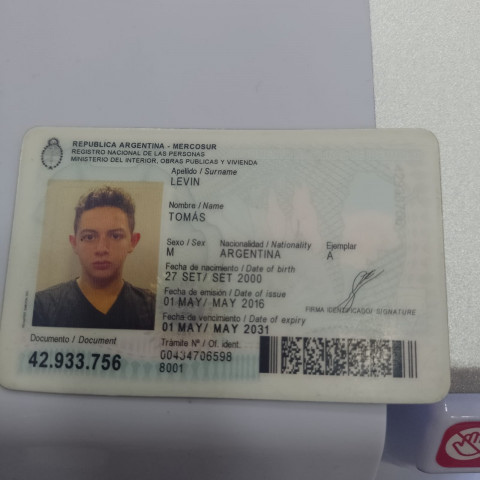 REPUBLICA ARGENTINA - MERCOSUR
REGISTRO NACIONAL DE LAS PERSONAS
MINISTERIO DEL INTERIOR, OBRAS PUBLICAS Y VIVIENDA
Apellido / Surname
LEVIN
Nombre / Name
TOMÁS
Sexo / Sex Nacionalidad / Nationality Ejemplar
M ARGENTINA A
Fecha de nacimiento / Date of birth
27 SET/ SET 2000
Fecha de emisión / Date of issue
01 MAY/ MAY 2016
FIRMA IDENTIFICADO/ SIGNATURE
Fecha de vencimiento / Date of expiry
01 MAY/ MAY 2031
Documento / Document Trámite Nº / Of. ident.
42.933.756 00434706598
8001